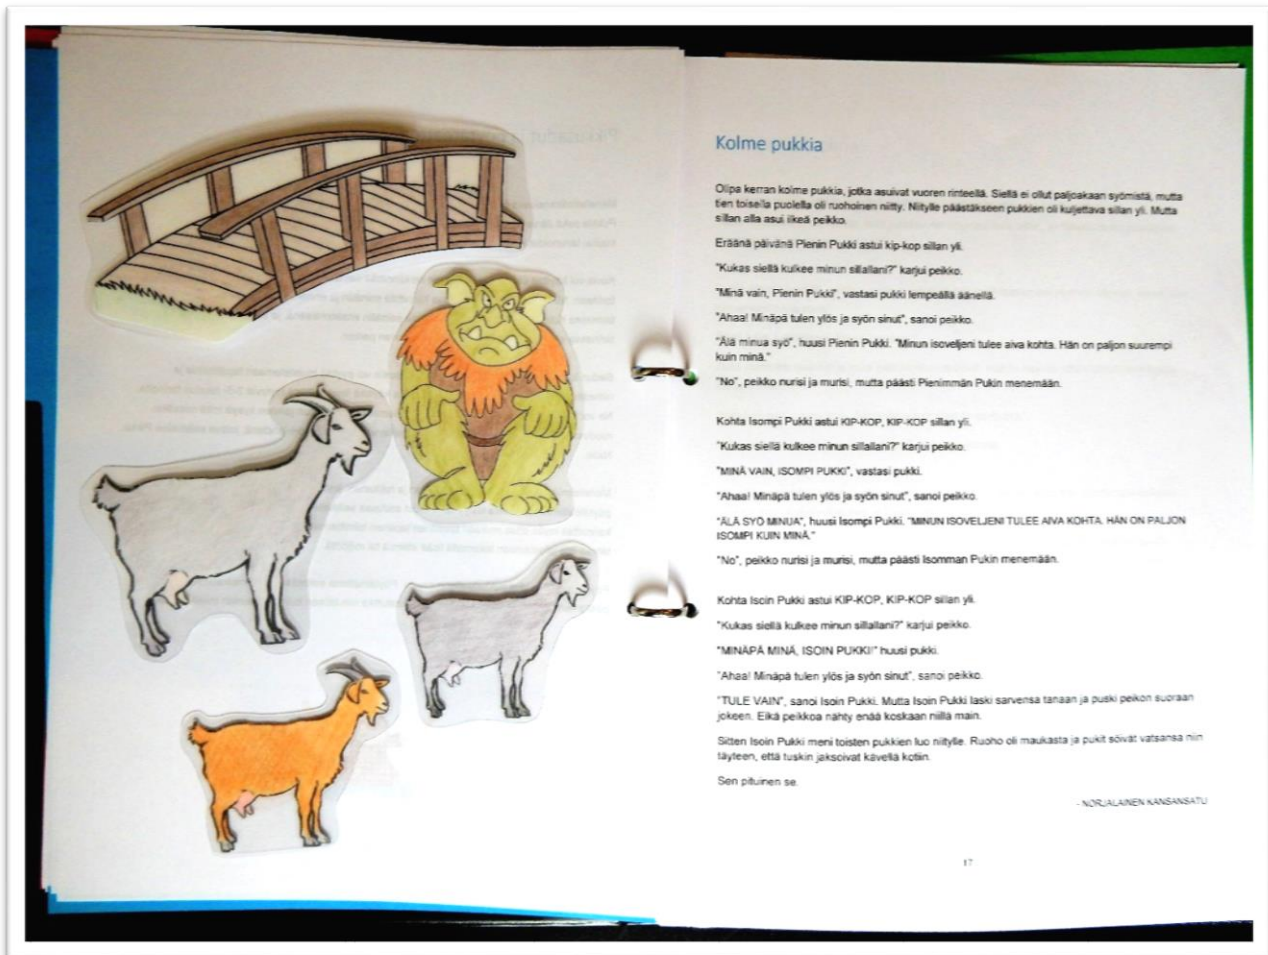 Kolme pukkia
Olipa kerran kolme pukkia, jotka asuivat vuoren rinteellä. Siellä ei ollut paljoakaan syömistä, mutta
tien toisella puolella oli ruohoinen niitty. Niitylle päästäkseen pukkien oli kuljettava sillan yli. Mutta
sillan alla asui ilkeä peikko.
Eräänä päivänä Pienin Pukki astui kip-kop sillan yli.
"Kukas siellä kulkee minun sillallani?" karjui peikko.
"Minä vain, Pienin Pukki", vastasi pukki lempeällä äänellä.
"Ahaa! Minäpä tulen ylös ja syön sinut", sanoi peikko.
"Älä minua syö", huusi Pienin Pukki. "Minun isoveljeni tulee aiva kohta. Hän on paljon suurempi
kuin minä."
"No", peikko nurisi ja murisi, mutta päästi Pienimmän Pukin menemään.
Kohta Isompi Pukki astui KIP-KOP, KIP-KOP sillan yli.
"Kukas siellä kulkee minun sillallani?" karjui peikko.
"MINÄ VAIN, ISOMPI PUKKI", vastasi pukki.
"Ahaa! Minäpä tulen ylös ja syön sinut", sanoi peikko.
"ÄLÄ SYÖ MINUA", huusi Isompi Pukki. "MINUN ISOVELJENI TULEE AIVA KOHTA. HÄN ON PALJON
ISOMPI KUIN MINÄ."
"No", peikko nurisi ja murisi, mutta päästi Isomman Pukin menemään.
Kohta Isoin Pukki astui KIP-KOP, KIP-KOP sillan yli.
"Kukas siellä kulkee minun sillallani?" karjui peikko.
"MINÄPÄ MINÄ, ISOIN PUKKI!" huusi pukki.
"Ahaa! Minäpä tulen ylös ja syön sinut", sanoi peikko.
"TULE VAIN", sanoi Isoin Pukki. Mutta Isoin Pukki laski sarvensa tanaan ja puski peikon suoraan
jokeen. Eikä peikkoa nähty enää koskaan niillä main.
Sitten Isoin Pukki meni toisten pukkien luo niitylle. Ruoho oli maukasta ja pukit söivät vatsansa niin
täyteen, että tuskin jaksoivat kävellä kotiin.
Sen pituinen se.
- NORJALAINEN KANSANSATU
17